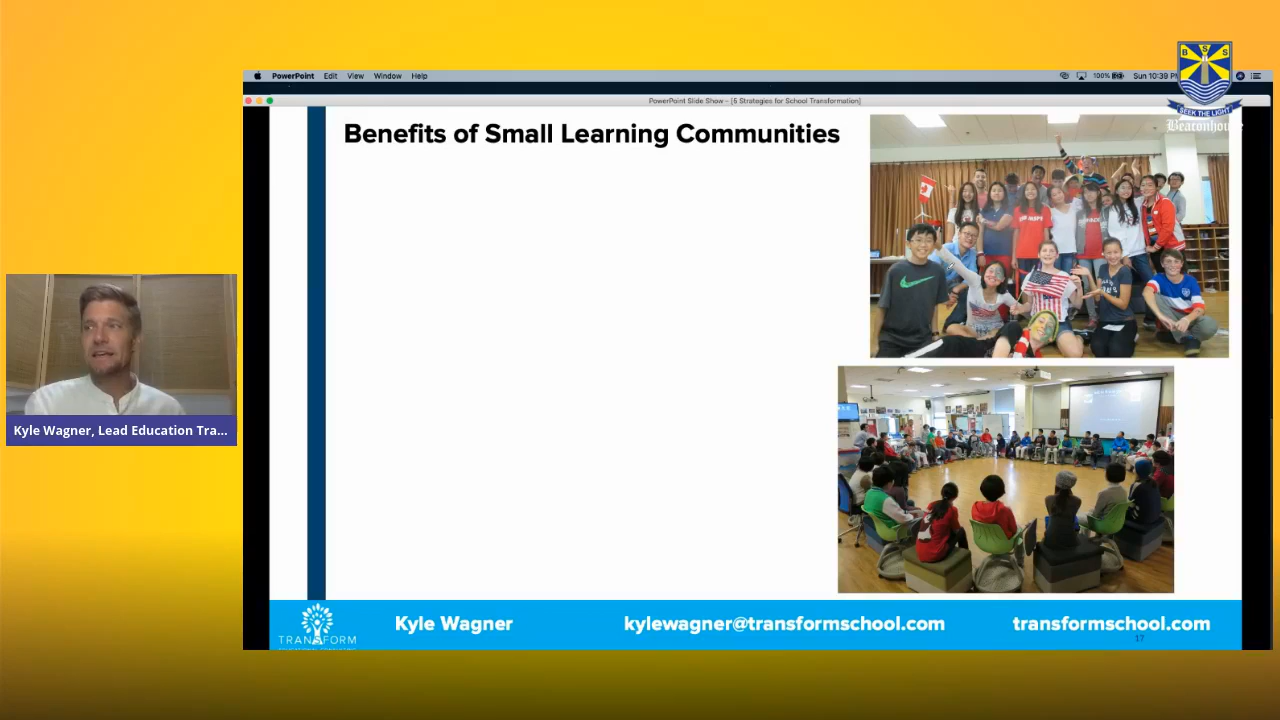 PowerPoint Edit View Window Help
100%
Sun 10:39 P
PowerPoint Slide Show - [6 Strategies for School Transformation]
B S S
SEEK THE LIGHT
Beaconhouse
Benefits of Small Learning Communities
Kyle Wagner, Lead Education Tra...
TRANSFORM
Kyle Wagner
kylewagner@transformschool.com
transformschool.com
17